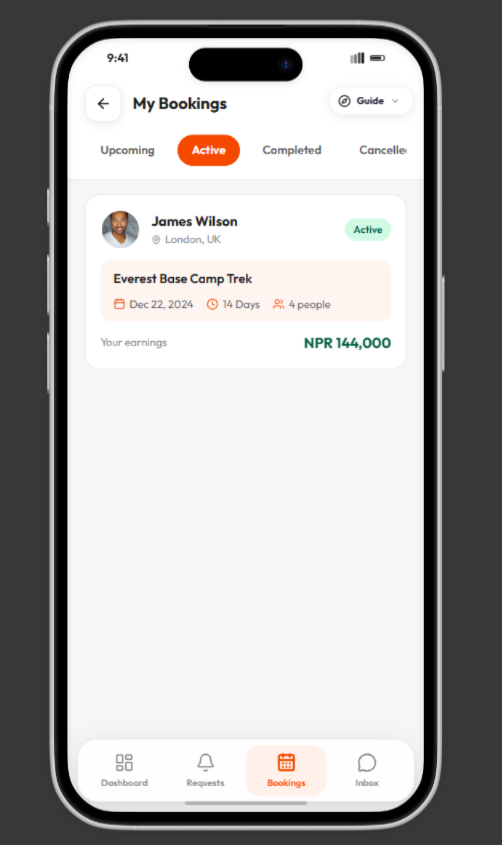 9:41
My Bookings
Guide
Upcoming Active Completed Cancelle
James Wilson
London, UK
Active
Everest Base Camp Trek
Dec 22, 2024 14 Days 4 people
Your earnings NPR 144,000
Dashboard Requests Bookings Inbox